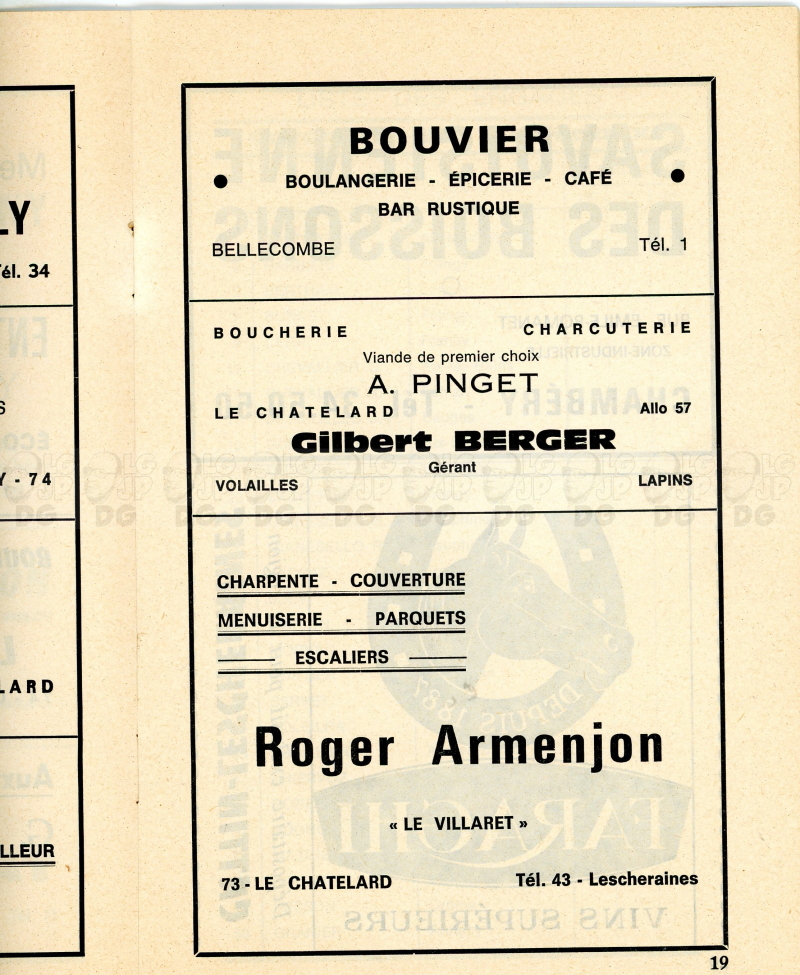 LY
Tél. 34
Y - 74
LARD
LLEUR
BOUVIER
BOULANGERIE - ÉPICERIE - CAFÉ
BAR RUSTIQUE
BELLECOMBE Tél. 1
BOUCHERIE CHARCUTERIE
Viande de premier choix
A. PINGET
LE CHATELARD Allo 57
Gilbert BERGER
Gérant
VOLAILLES LAPINS
CHARPENTE - COUVERTURE
MENUISERIE - PARQUETS
ESCALIERS
Roger Armenjon
« LE VILLARET »
73 - LE CHATELARD Tél. 43 - Lescheraines
19